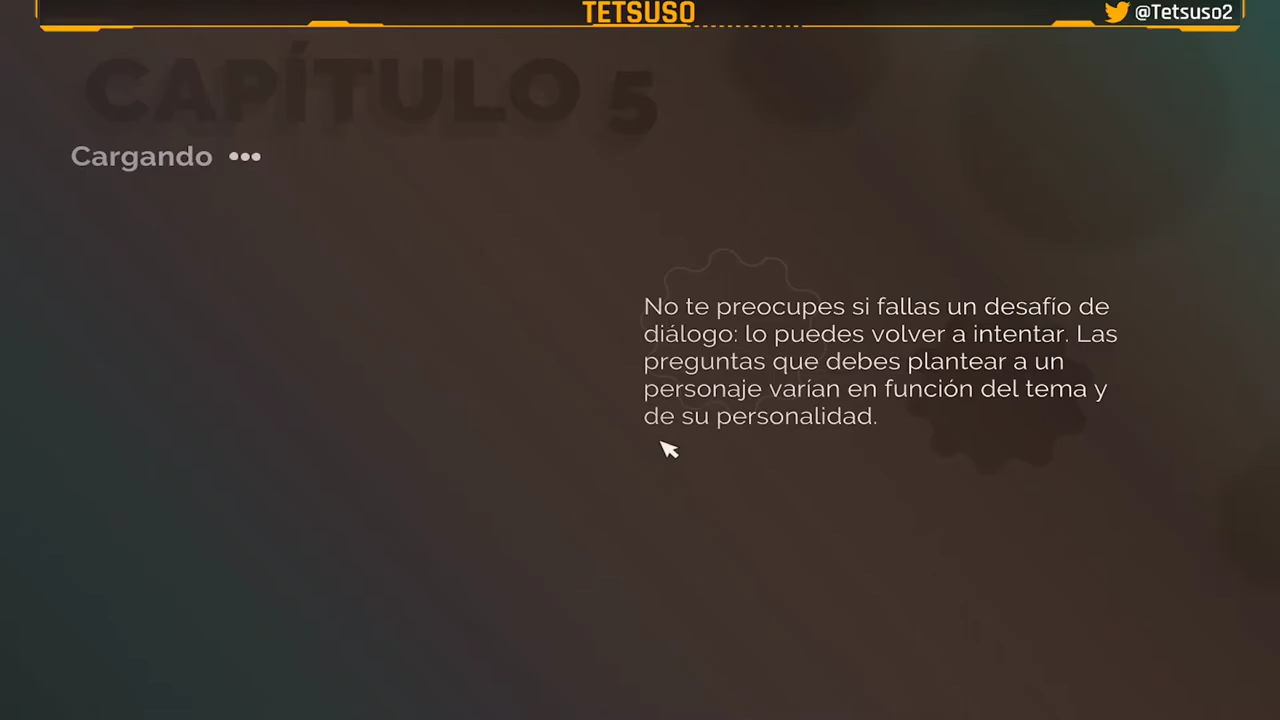 TETSUSO
@Tetsuso2
CAPÍTULO 5
Cargando •••
No te preocupes si fallas un desafío de
diálogo: lo puedes volver a intentar. Las
preguntas que debes plantear a un
personaje varían en función del tema y
de su personalidad.